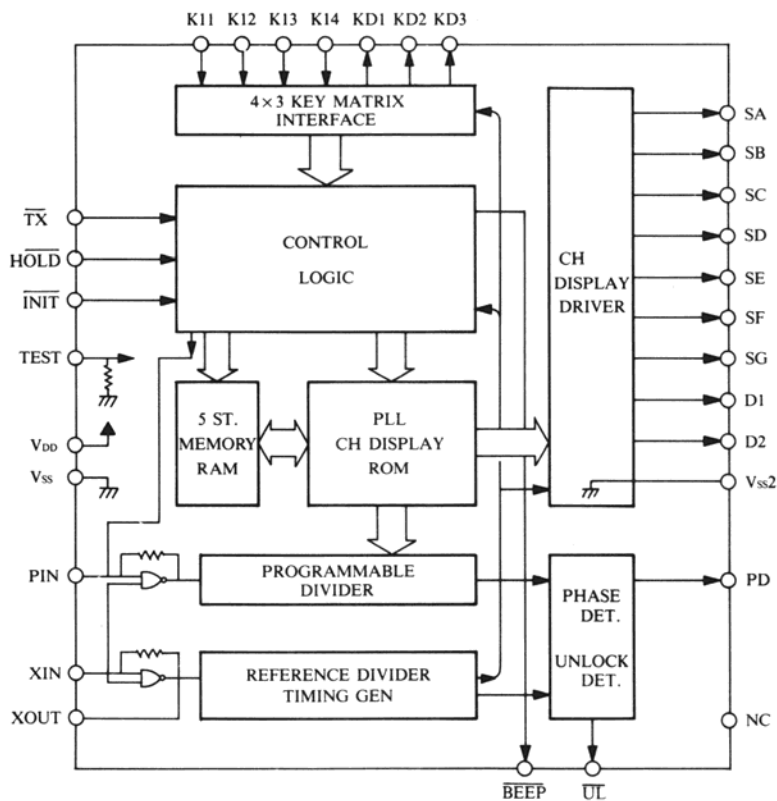 K11 K12 K13 K14 KD1 KD2 KD3
4×3 KEY MATRIX
INTERFACE
TX
HOLD
INIT
TEST
VDD
VSS
PIN
XIN
XOUT
CONTROL
LOGIC
5 ST.
MEMORY
RAM
PLL
CH DISPLAY
ROM
PROGRAMMABLE
DIVIDER
REFERENCE DIVIDER
TIMING GEN
CH
DISPLAY
DRIVER
PHASE
DET.
UNLOCK
DET.
SA
SB
SC
SD
SE
SF
SG
D1
D2
VSS2
PD
NC
BEEP
UL